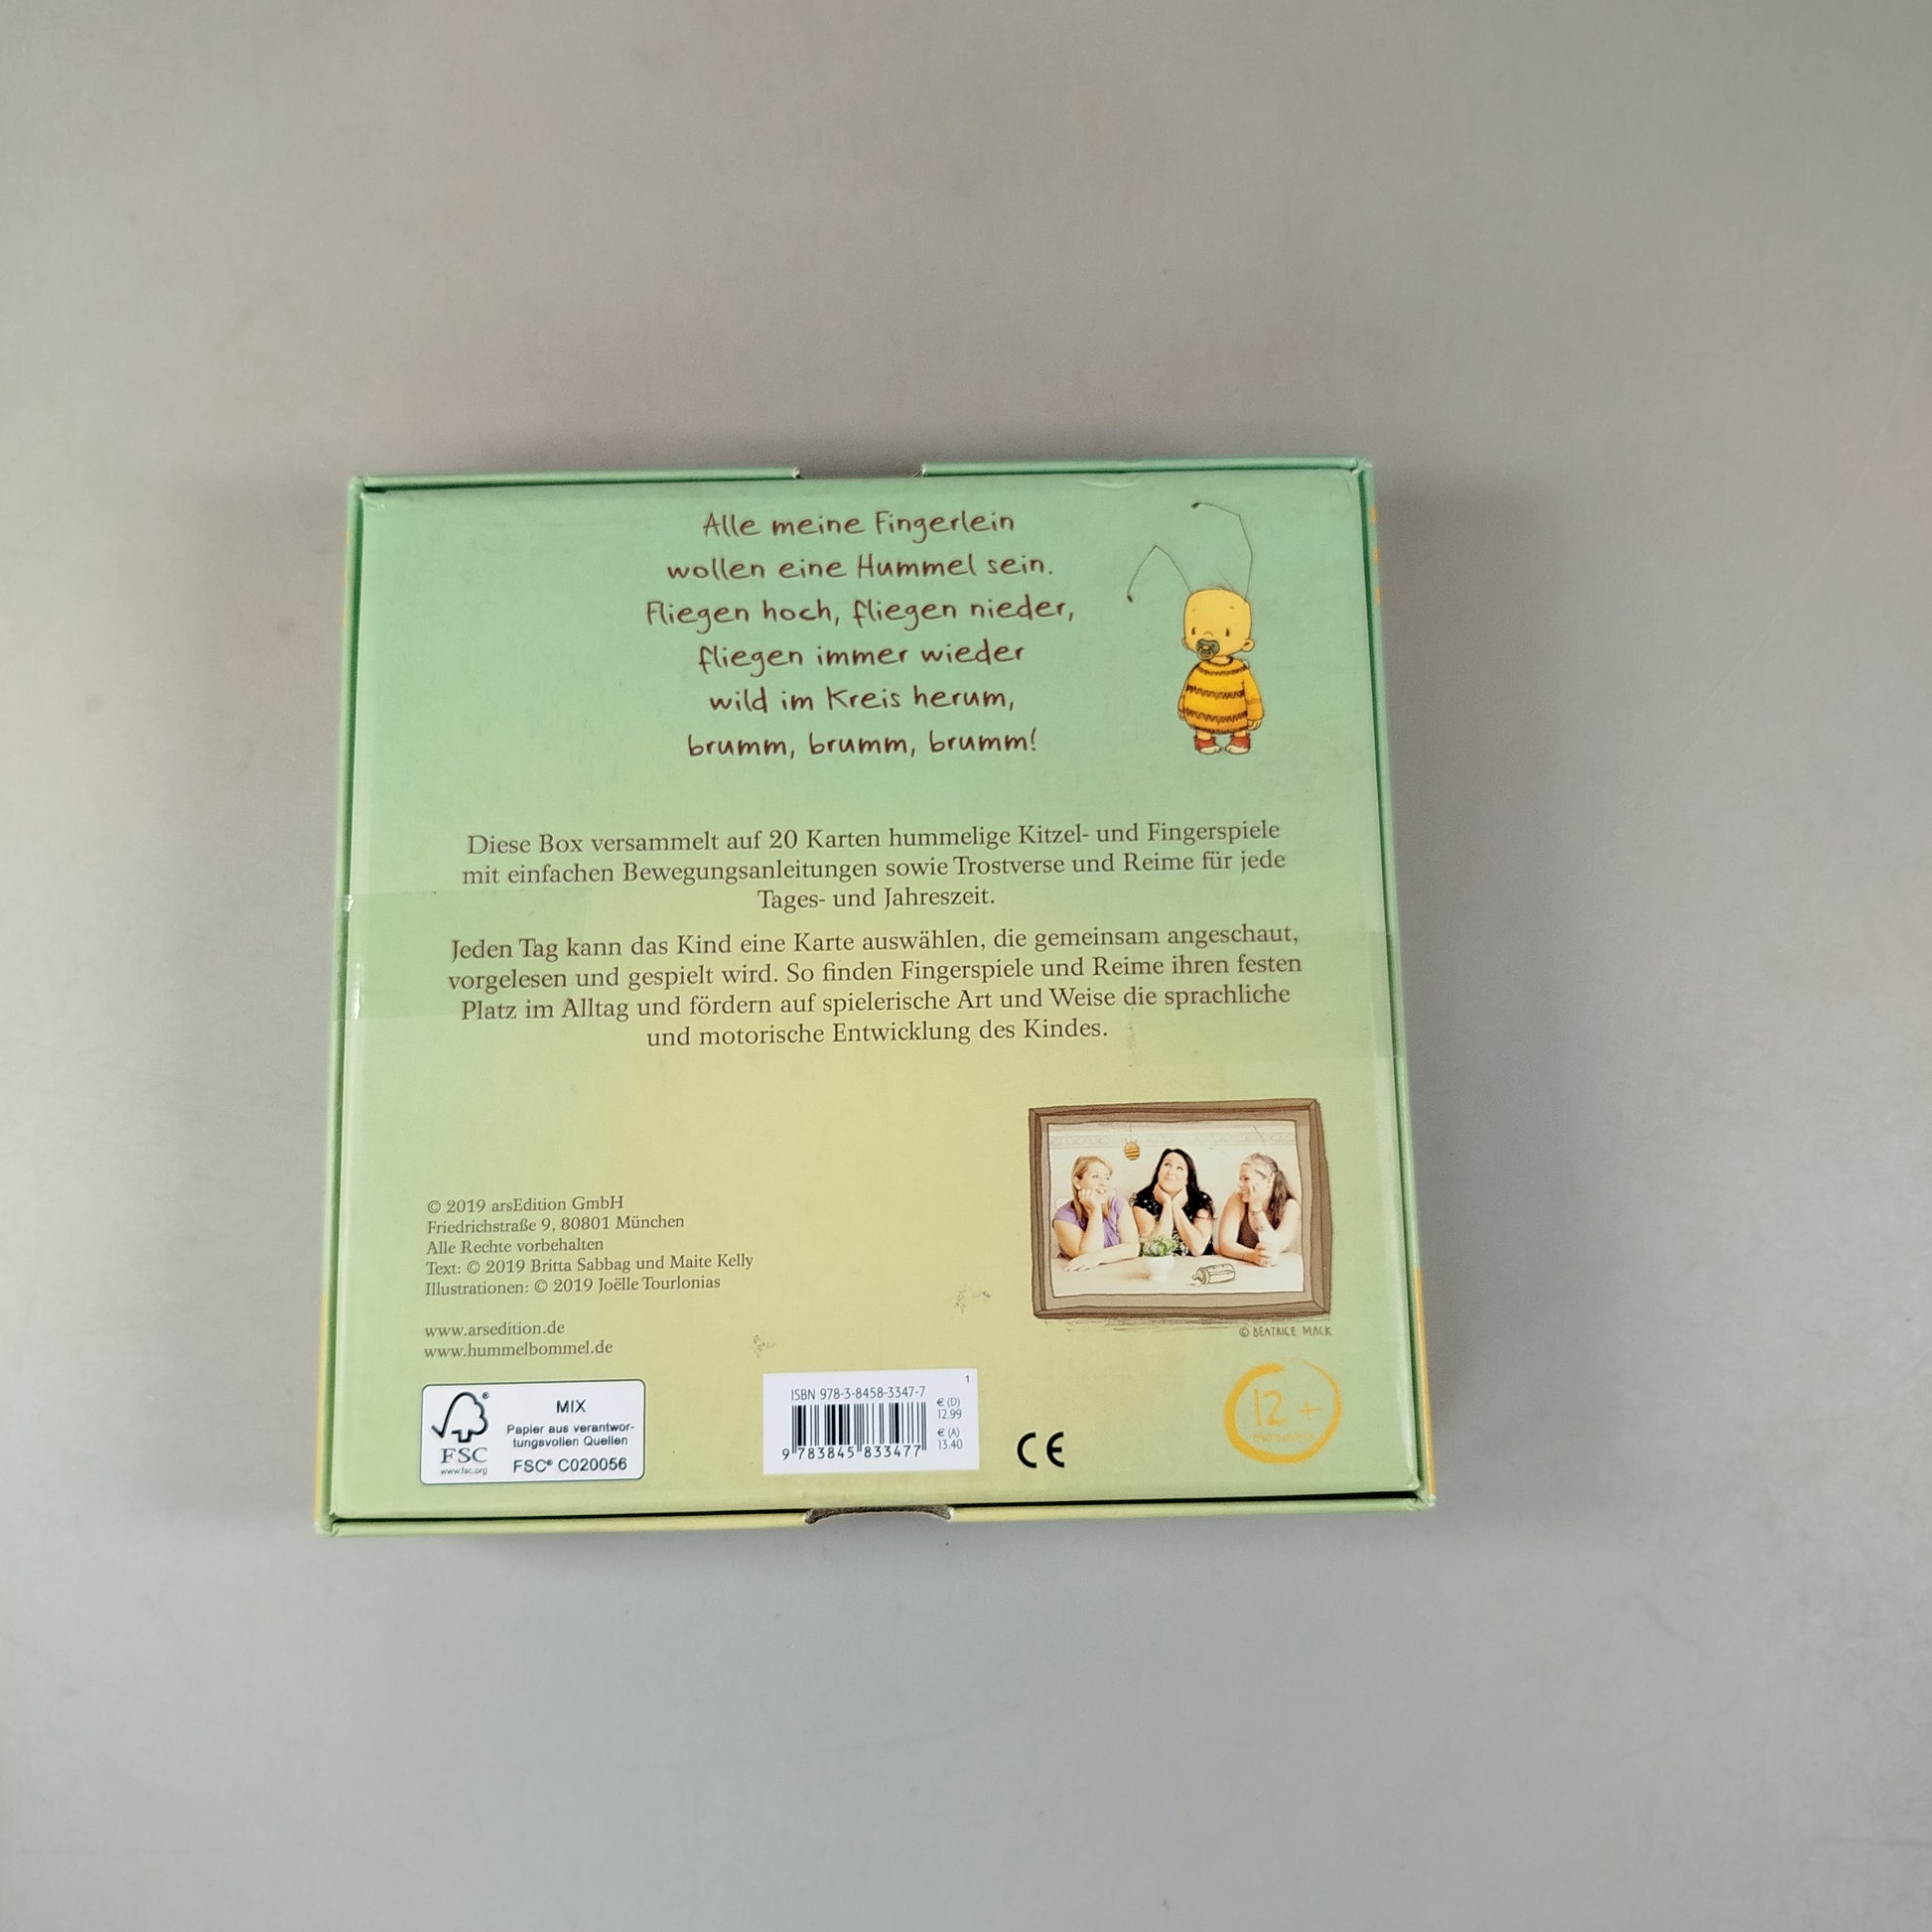 Alle meine Fingerlein
wollen eine Hummel sein.
Fliegen hoch, fliegen nieder,
fliegen immer wieder
wild im Kreis herum,
brumm, brumm, brumm!
Diese Box versammelt auf 20 Karten hummelige Kitzel- und Fingerspiele
mit einfachen Bewegungsanleitungen sowie Trostverse und Reime für jede
Tages- und Jahreszeit.
Jeden Tag kann das Kind eine Karte auswählen, die gemeinsam angeschaut,
vorgelesen und gespielt wird. So finden Fingerspiele und Reime ihren festen
Platz im Alltag und fördern auf spielerische Art und Weise die sprachliche
und motorische Entwicklung des Kindes.
© 2019 arsEdition GmbH
Friedrichstraße 9, 80801 München
Alle Rechte vorbehalten
Text: © 2019 Britta Sabbag und Maite Kelly
Illustrationen: © 2019 Joëlle Tourlonias
www.arsedition.de
www.hummelbommel.de
© BEATRICE MACK
FSC®
www.fsc.org
MIX
Papier aus verantwor-
tungsvollen Quellen
FSC® C020056
1
ISBN 978-3-8458-3347-7
€ (D)
12.99
€ (A)
13.40
9 783845 833477
CE
12+